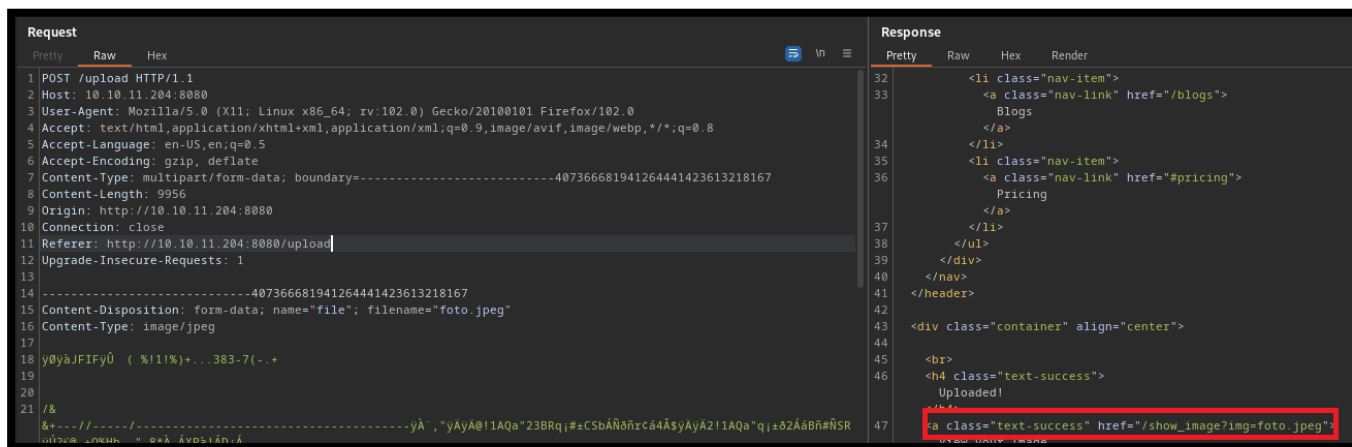 Request
Pretty Raw Hex
\n
1 POST /upload HTTP/1.1
2 Host: 10.10.11.204:8080
3 User-Agent: Mozilla/5.0 (X11; Linux x86_64; rv:102.0) Gecko/20100101 Firefox/102.0
4 Accept: text/html,application/xhtml+xml,application/xml;q=0.9,image/avif,image/webp,*/*;q=0.8
5 Accept-Language: en-US,en;q=0.5
6 Accept-Encoding: gzip, deflate
7 Content-Type: multipart/form-data; boundary=---------------------------407366681941264441423613218167
8 Content-Length: 9956
9 Origin: http://10.10.11.204:8080
10 Connection: close
11 Referer: http://10.10.11.204:8080/upload
12 Upgrade-Insecure-Requests: 1
13
14 -----------------------------407366681941264441423613218167
15 Content-Disposition: form-data; name="file"; filename="foto.jpeg"
16 Content-Type: image/jpeg
17
18 ÿØÿàJFIFÿÛ ( %!1!%)+...383-7(-.+
19
20
21 /&
Response
Pretty Raw Hex Render
32 <li class="nav-item">
33 <a class="nav-link" href="/blogs">
Blogs
</a>
34 </li>
35 <li class="nav-item">
36 <a class="nav-link" href="#pricing">
Pricing
</a>
37 </li>
38 </ul>
39 </div>
40 </nav>
41 </header>
42
43 <div class="container" align="center">
44
45 <br>
46 <h4 class="text-success">
Uploaded!
47 <a class="text-success" href="/show_image?img=foto.jpeg">